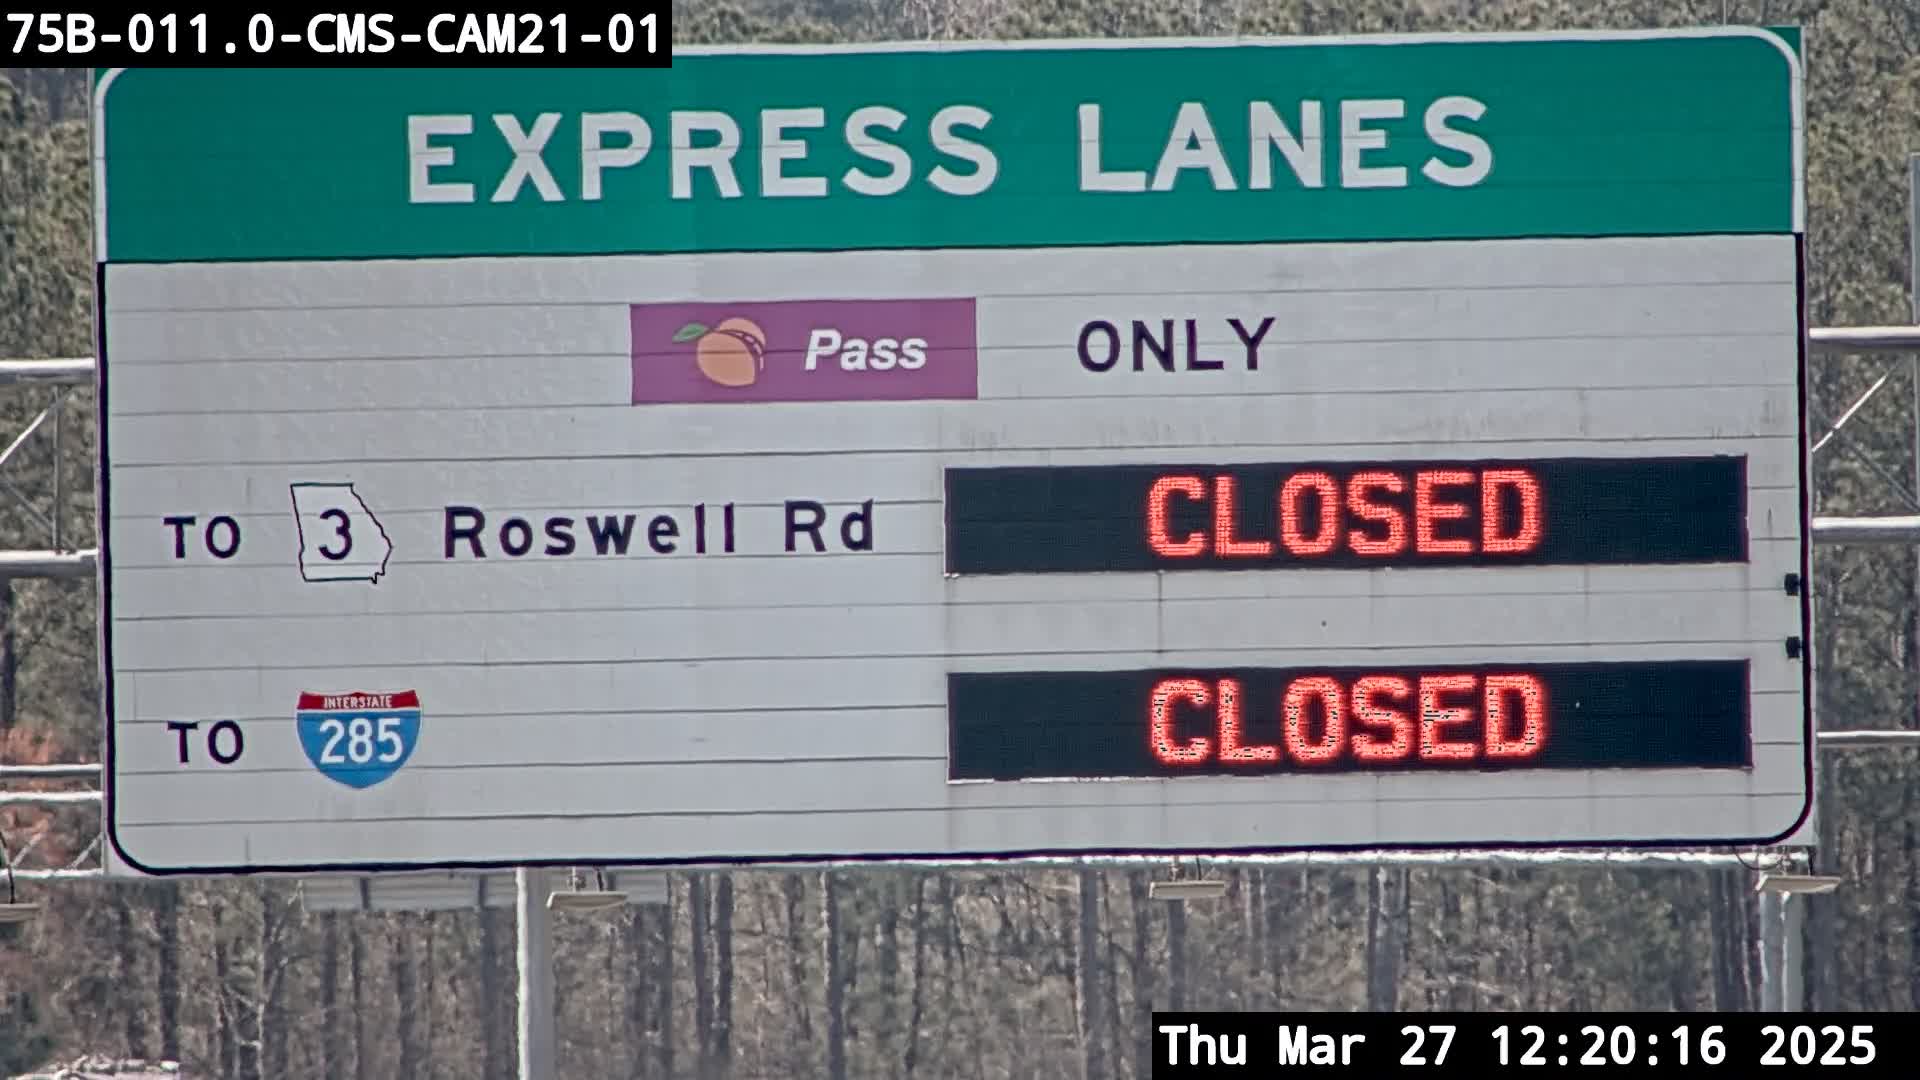 75B-011.0-CMS-CAM21-01
EXPRESS LANES
Pass ONLY
TO 3 Roswell Rd CLOSED
TO INTERSTATE 285 CLOSED
Thu Mar 27 12:20:16 2025